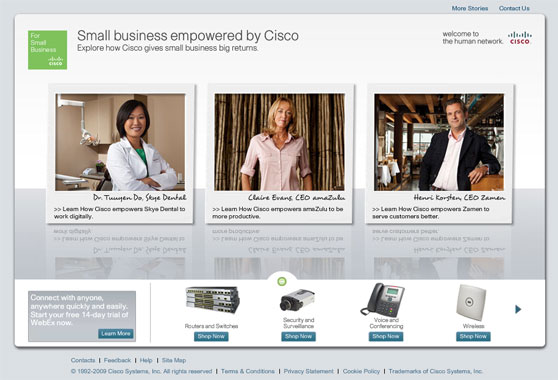 More Stories Contact Us
For
Small
Business
CISCO
Small business empowered by Cisco
Explore how Cisco gives small business big returns.
welcome to
the human network.
CISCO
Dr. Tuuyen Do, Skye Dental
>> Learn How Cisco empowers Skye Dental to
work digitally.
Claire Evans, CEO amaZulu
>> Learn How Cisco empowers amaZulu to be
more productive.
Henri Korsten, CEO Zamen
>> Learn How Cisco empowers Zamen to
serve customers better.
Connect with anyone,
anywhere quickly and easily.
Start your free 14-day trial of
WebEx now.
Learn More
Routers and Switches
Shop Now
Security and
Surveillance
Shop Now
Voice and
Conferencing
Shop Now
Wireless
Shop Now
Contacts | Feedback | Help | Site Map
© 1992-2009 Cisco Systems, Inc. All rights reserved | Terms & Conditions | Privacy Statement | Cookie Policy | Trademarks of Cisco Systems, Inc.